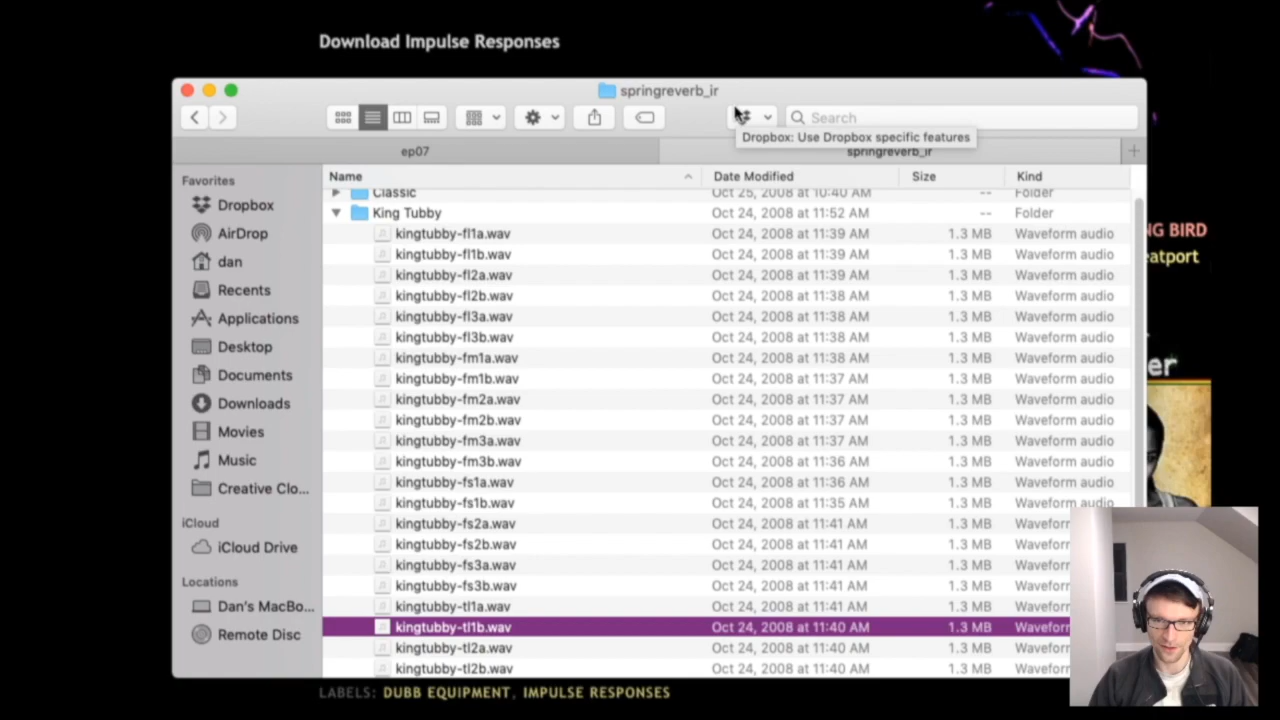 Download Impulse Responses
springreverb_ir
Search
Dropbox: Use Dropbox specific features
ep07
springreverb_ir
Name Date Modified Size Kind
Favorites
Dropbox
AirDrop
dan
Recents
Applications
Desktop
Documents
Downloads
Movies
Music
Creative Clo...
iCloud
iCloud Drive
Locations
Dan's MacBo...
Remote Disc
Classic Oct 25, 2008 at 10:40 AM -- Folder
King Tubby Oct 24, 2008 at 11:52 AM -- Folder
kingtubby-fl1a.wav Oct 24, 2008 at 11:39 AM 1.3 MB Waveform audio
kingtubby-fl1b.wav Oct 24, 2008 at 11:39 AM 1.3 MB Waveform audio
kingtubby-fl2a.wav Oct 24, 2008 at 11:39 AM 1.3 MB Waveform audio
kingtubby-fl2b.wav Oct 24, 2008 at 11:38 AM 1.3 MB Waveform audio
kingtubby-fl3a.wav Oct 24, 2008 at 11:38 AM 1.3 MB Waveform audio
kingtubby-fl3b.wav Oct 24, 2008 at 11:38 AM 1.3 MB Waveform audio
kingtubby-fm1a.wav Oct 24, 2008 at 11:38 AM 1.3 MB Waveform audio
kingtubby-fm1b.wav Oct 24, 2008 at 11:37 AM 1.3 MB Waveform audio
kingtubby-fm2a.wav Oct 24, 2008 at 11:37 AM 1.3 MB Waveform audio
kingtubby-fm2b.wav Oct 24, 2008 at 11:37 AM 1.3 MB Waveform audio
kingtubby-fm3a.wav Oct 24, 2008 at 11:37 AM 1.3 MB Waveform audio
kingtubby-fm3b.wav Oct 24, 2008 at 11:36 AM 1.3 MB Waveform audio
kingtubby-fs1a.wav Oct 24, 2008 at 11:36 AM 1.3 MB Waveform audio
kingtubby-fs1b.wav Oct 24, 2008 at 11:35 AM 1.3 MB Waveform audio
kingtubby-fs2a.wav Oct 24, 2008 at 11:41 AM 1.3 MB Wavefor
kingtubby-fs2b.wav Oct 24, 2008 at 11:41 AM 1.3 MB Wavefor
kingtubby-fs3a.wav Oct 24, 2008 at 11:41 AM 1.3 MB Wavefor
kingtubby-fs3b.wav Oct 24, 2008 at 11:41 AM 1.3 MB Wavefor
kingtubby-tl1a.wav Oct 24, 2008 at 11:41 AM 1.3 MB Wavefor
kingtubby-tl1b.wav Oct 24, 2008 at 11:40 AM 1.3 MB Wavefor
kingtubby-tl2a.wav Oct 24, 2008 at 11:40 AM 1.3 MB Wavefor
kingtubby-tl2b.wav Oct 24, 2008 at 11:40 AM 1.3 MB Wavefor
NG BIRD
eatport
er
LABELS: DUBB EQUIPMENT, IMPULSE RESPONSES